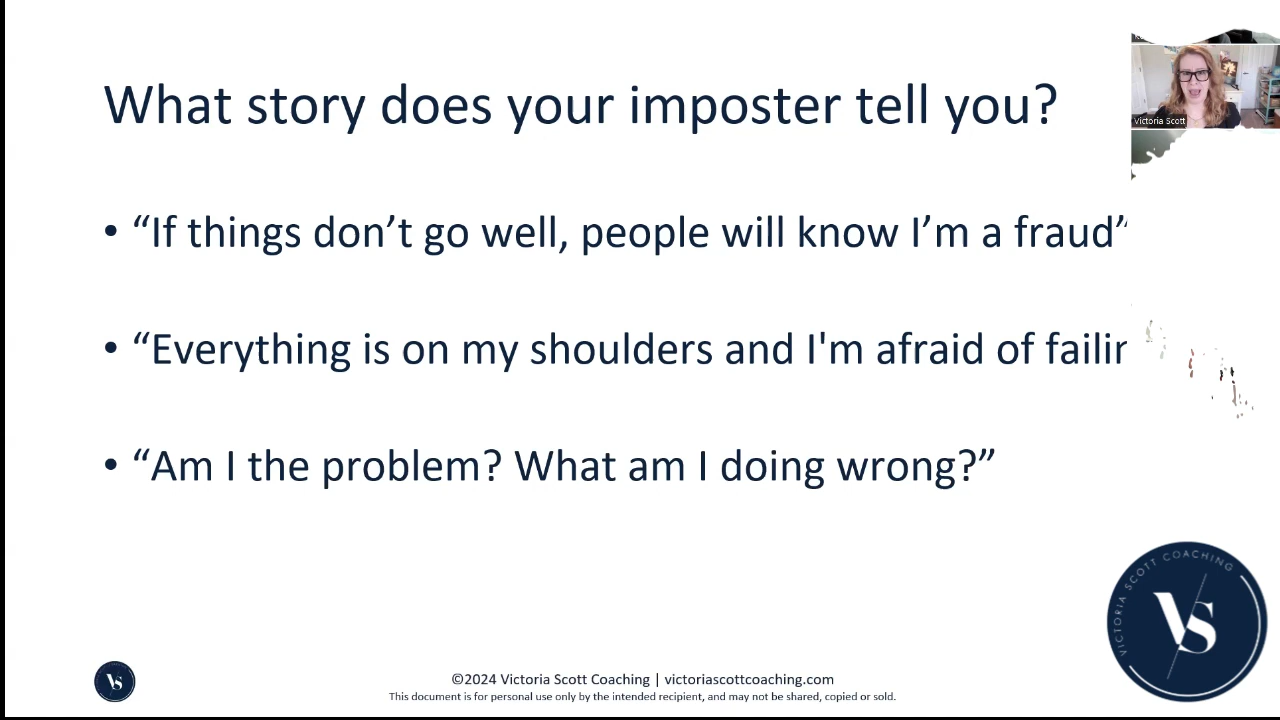 What story does your imposter tell you?
Victoria Scott
• “If things don’t go well, people will know I’m a fraud”
• “Everything is on my shoulders and I'm afraid of failin
• “Am I the problem? What am I doing wrong?”
VICTORIA SCOTT COACHING
VS
VS
©2024 Victoria Scott Coaching | victoriascottcoaching.com
This document is for personal use only by the intended recipient, and may not be shared, copied or sold.